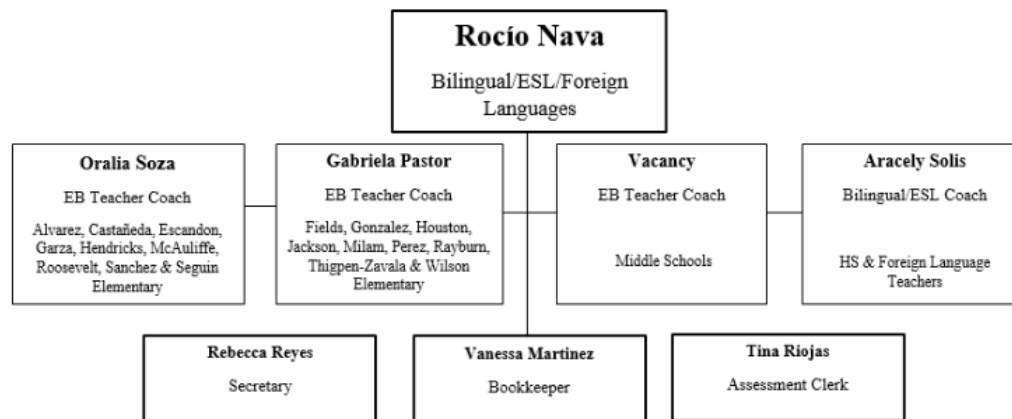 Rocío Nava
Bilingual/ESL/Foreign
Languages
Oralia Soza
EB Teacher Coach
Alvarez, Castañeda, Escandon,
Garza, Hendricks, McAuliffe,
Roosevelt, Sanchez & Seguin
Elementary
Gabriela Pastor
EB Teacher Coach
Fields, Gonzalez, Houston,
Jackson, Milam, Perez, Rayburn,
Thigpen-Zavala & Wilson
Elementary
Vacancy
EB Teacher Coach
Middle Schools
Aracely Solis
Bilingual/ESL Coach
HS & Foreign Language
Teachers
Rebecca Reyes
Secretary
Vanessa Martinez
Bookkeeper
Tina Riojas
Assessment Clerk